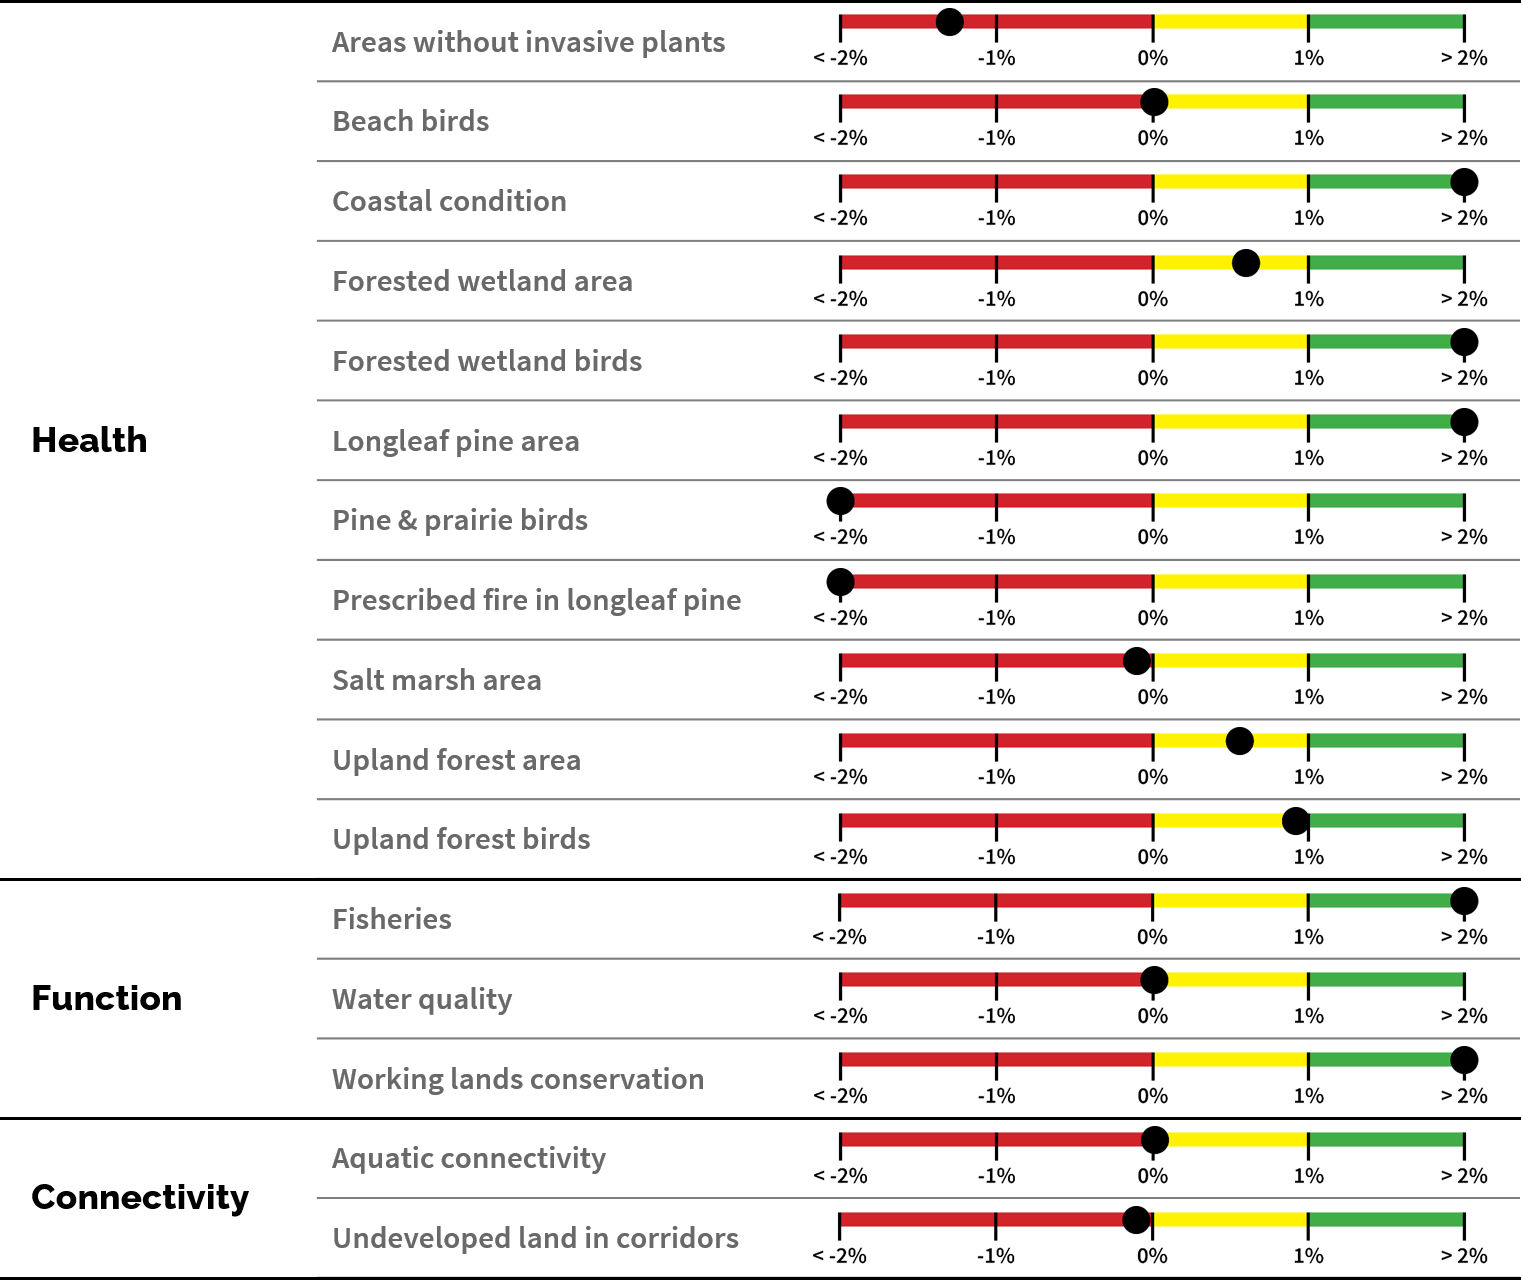 Health
Areas without invasive plants
< -2% -1% 0% 1% > 2%
Beach birds
< -2% -1% 0% 1% > 2%
Coastal condition
< -2% -1% 0% 1% > 2%
Forested wetland area
< -2% -1% 0% 1% > 2%
Forested wetland birds
< -2% -1% 0% 1% > 2%
Longleaf pine area
< -2% -1% 0% 1% > 2%
Pine & prairie birds
< -2% -1% 0% 1% > 2%
Prescribed fire in longleaf pine
< -2% -1% 0% 1% > 2%
Salt marsh area
< -2% -1% 0% 1% > 2%
Upland forest area
< -2% -1% 0% 1% > 2%
Upland forest birds
< -2% -1% 0% 1% > 2%
Function
Fisheries
< -2% -1% 0% 1% > 2%
Water quality
< -2% -1% 0% 1% > 2%
Working lands conservation
< -2% -1% 0% 1% > 2%
Connectivity
Aquatic connectivity
< -2% -1% 0% 1% > 2%
Undeveloped land in corridors
< -2% -1% 0% 1% > 2%